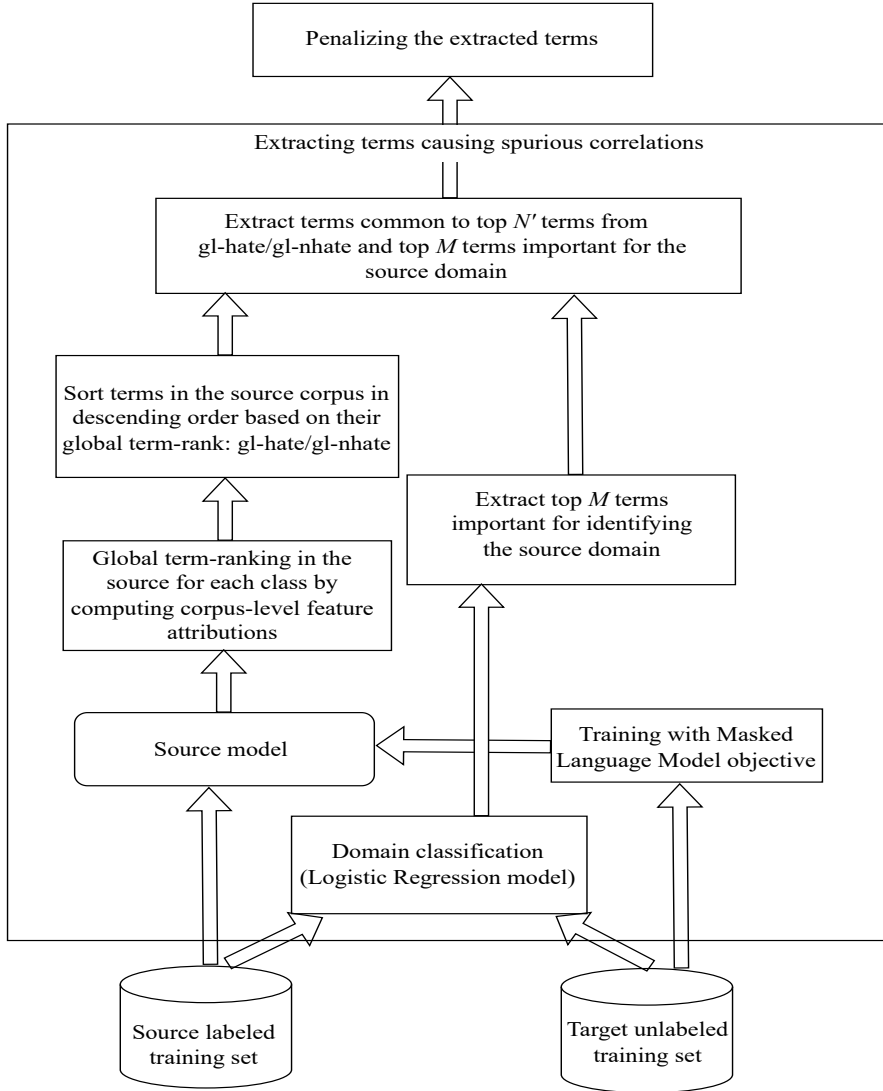 Penalizing the extracted terms
Extracting terms causing spurious correlations
Extract terms common to top N' terms from
gl-hate/gl-nhate and top M terms important for the
source domain
Sort terms in the source corpus in
descending order based on their
global term-rank: gl-hate/gl-nhate
Extract top M terms
important for identifying
the source domain
Global term-ranking in the
source for each class by
computing corpus-level feature
attributions
Source model
Training with Masked
Language Model objective
Domain classification
(Logistic Regression model)
Source labeled
training set
Target unlabeled
training set